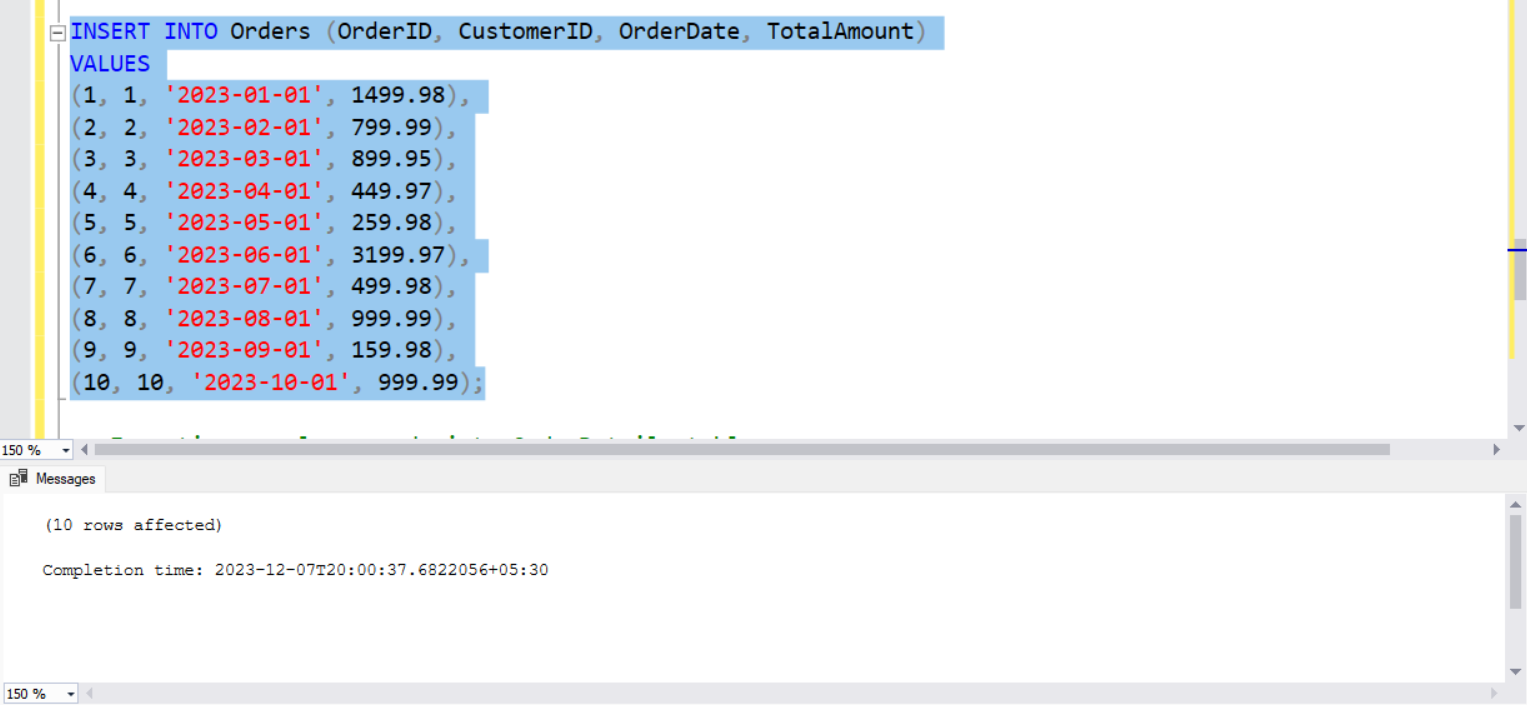 INSERT INTO Orders (OrderID, CustomerID, OrderDate, TotalAmount)
VALUES
(1, 1, '2023-01-01', 1499.98),
(2, 2, '2023-02-01', 799.99),
(3, 3, '2023-03-01', 899.95),
(4, 4, '2023-04-01', 449.97),
(5, 5, '2023-05-01', 259.98),
(6, 6, '2023-06-01', 3199.97),
(7, 7, '2023-07-01', 499.98),
(8, 8, '2023-08-01', 999.99),
(9, 9, '2023-09-01', 159.98),
(10, 10, '2023-10-01', 999.99);
150 %
Messages
(10 rows affected)
Completion time: 2023-12-07T20:00:37.6822056+05:30
150 %